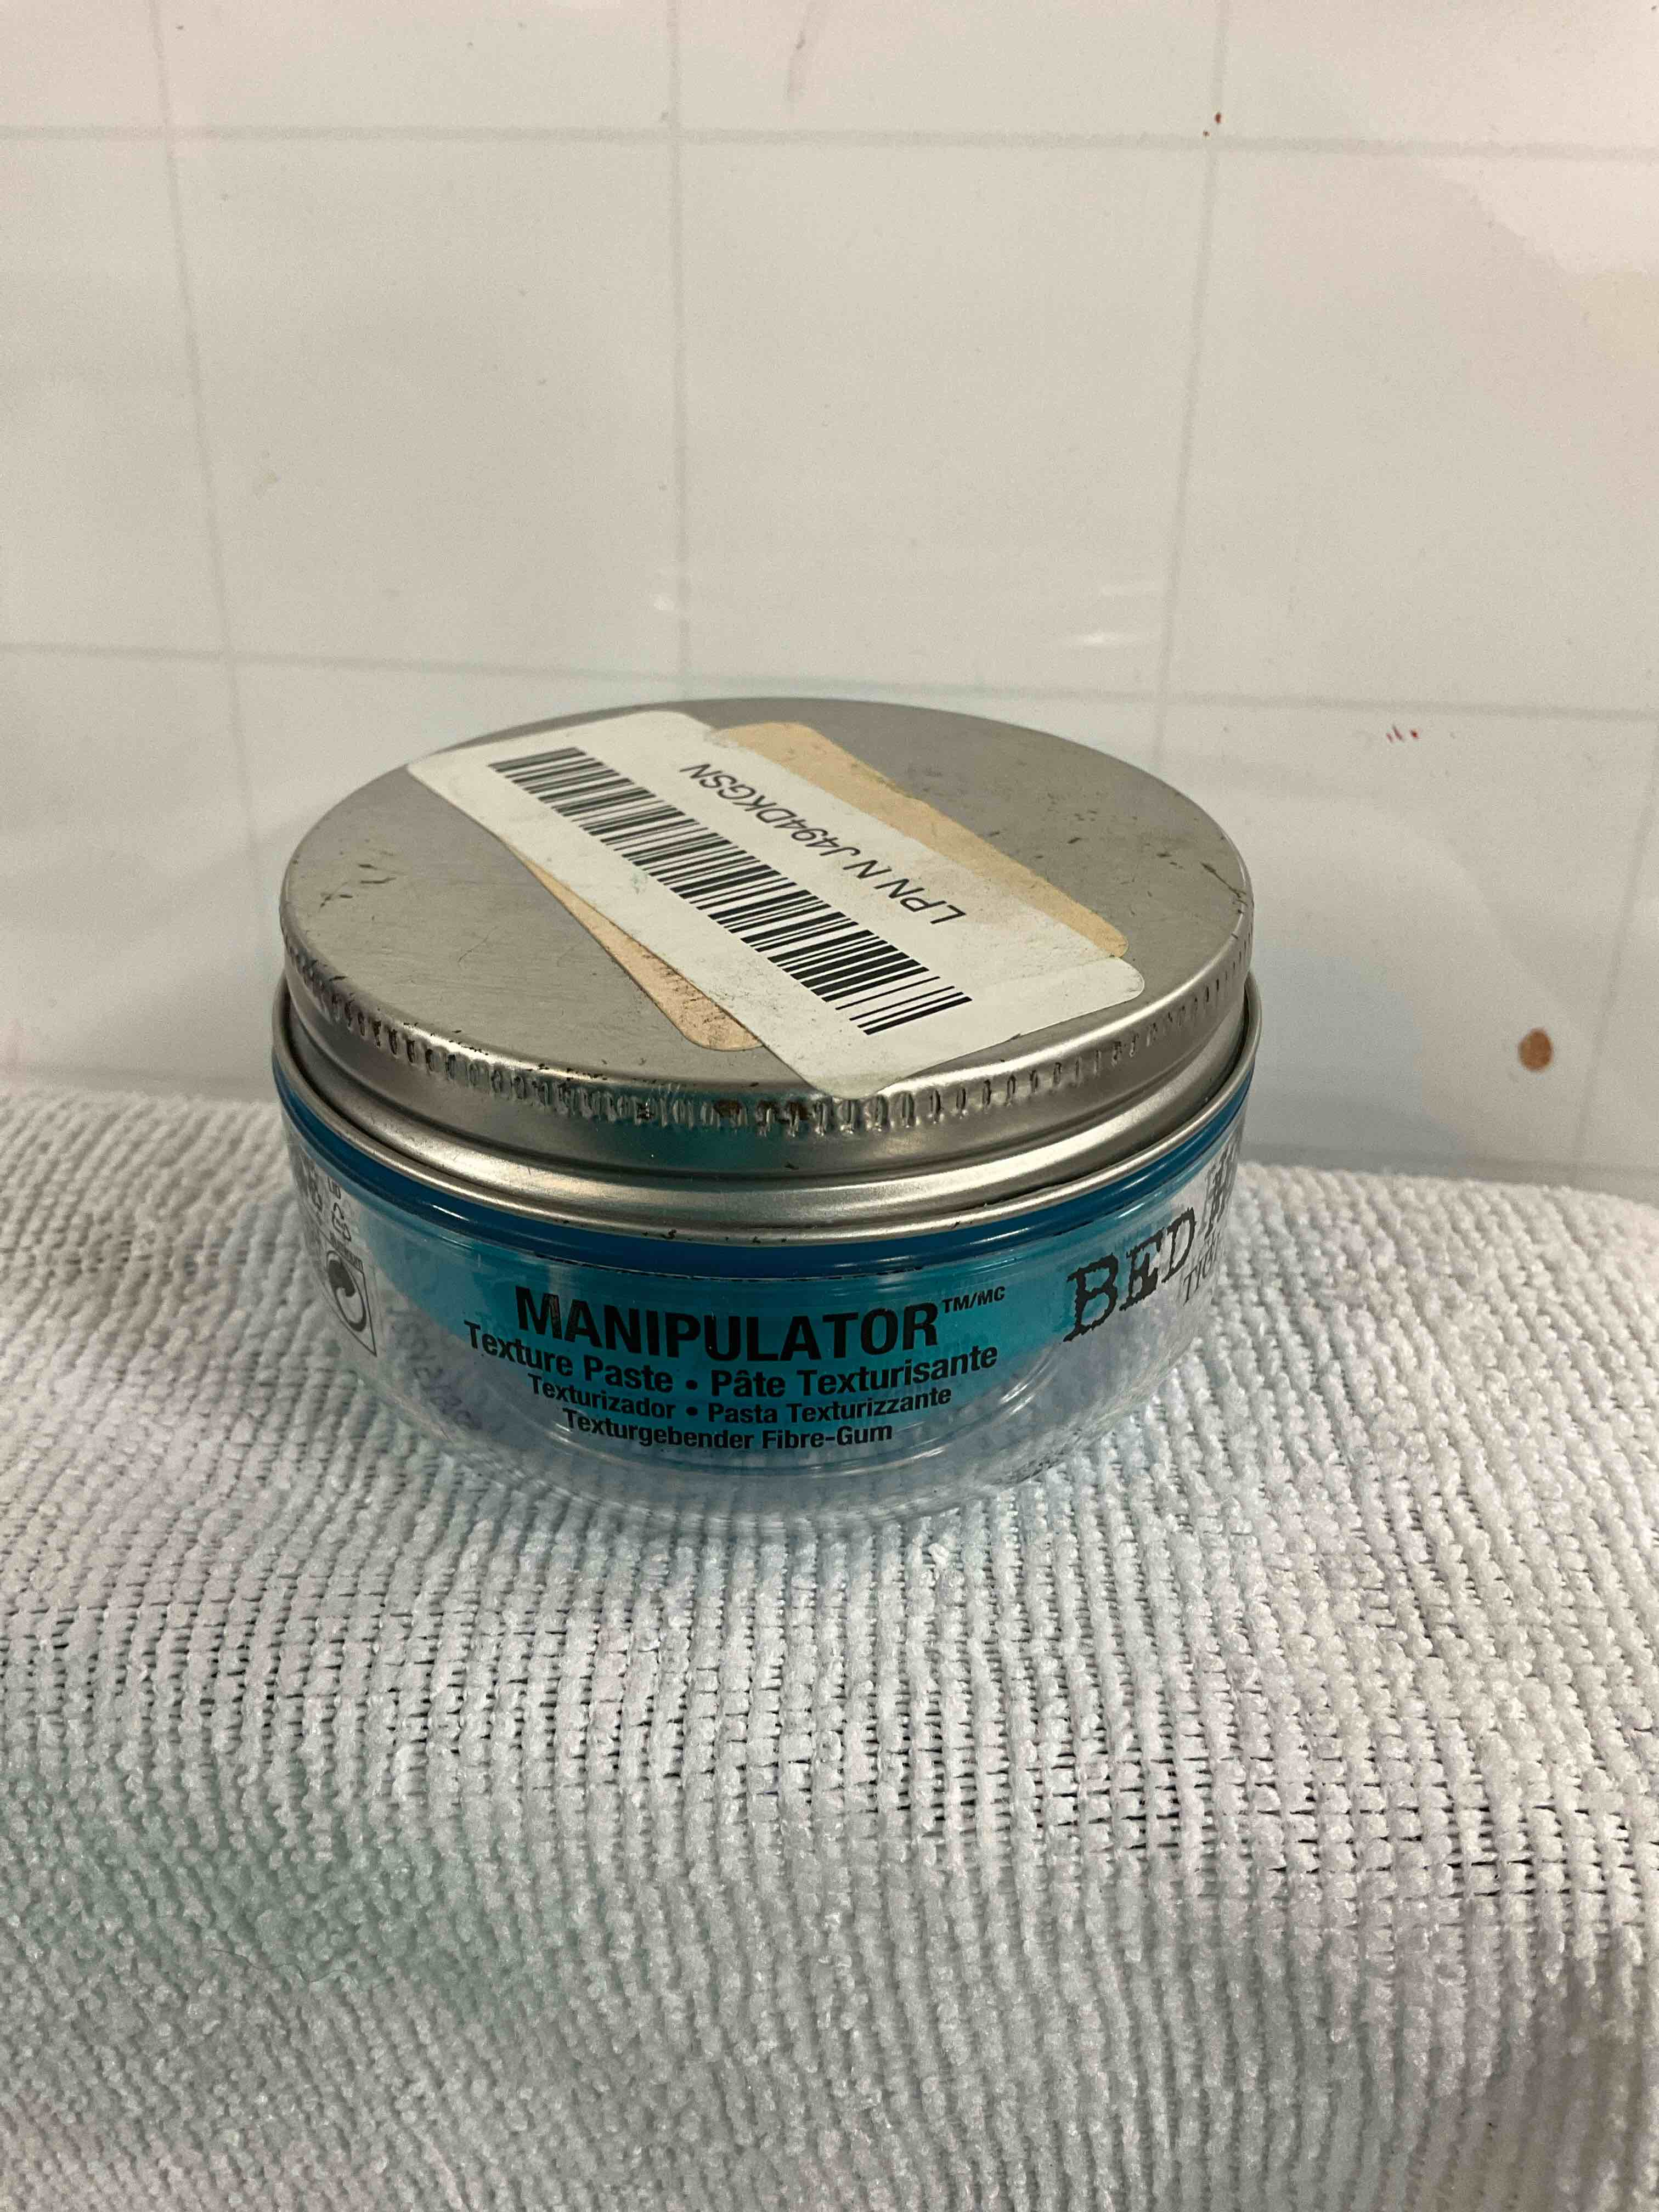 LPN N J494DKGSN
MANIPULATOR™/MC
Texture Paste • Pâte Texturisante
Texturizador • Pasta Texturizzante
Texturgebender Fibre-Gum
BED